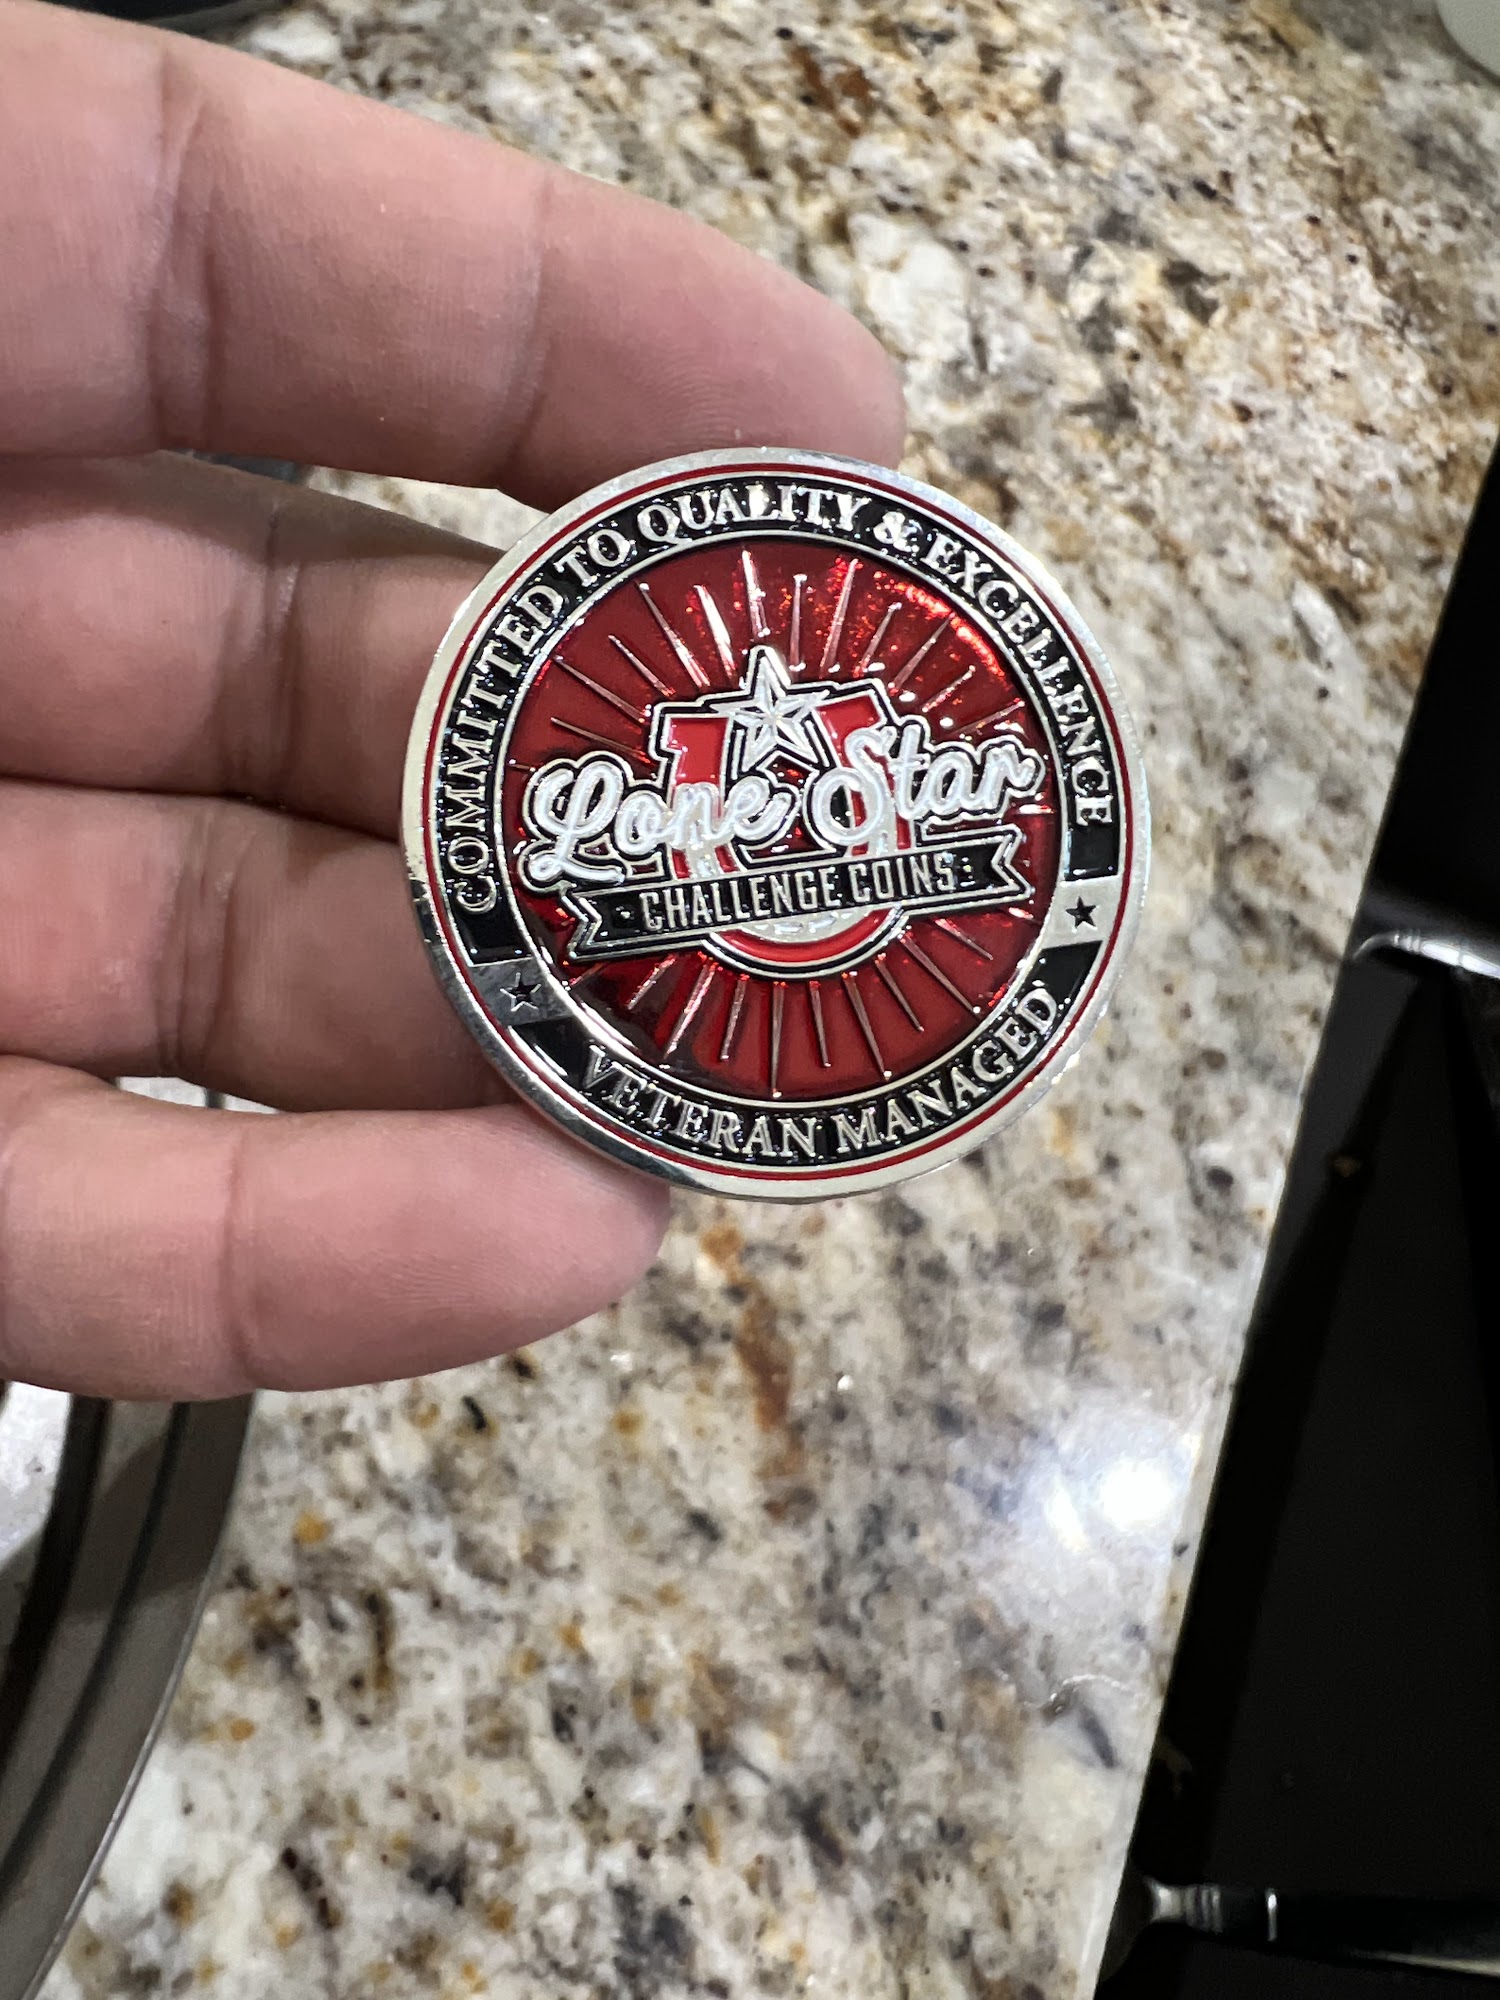 COMMITTED TO QUALITY & EXCELLENCE
Lone Star
CHALLENGE COINS
VETERAN MANAGED